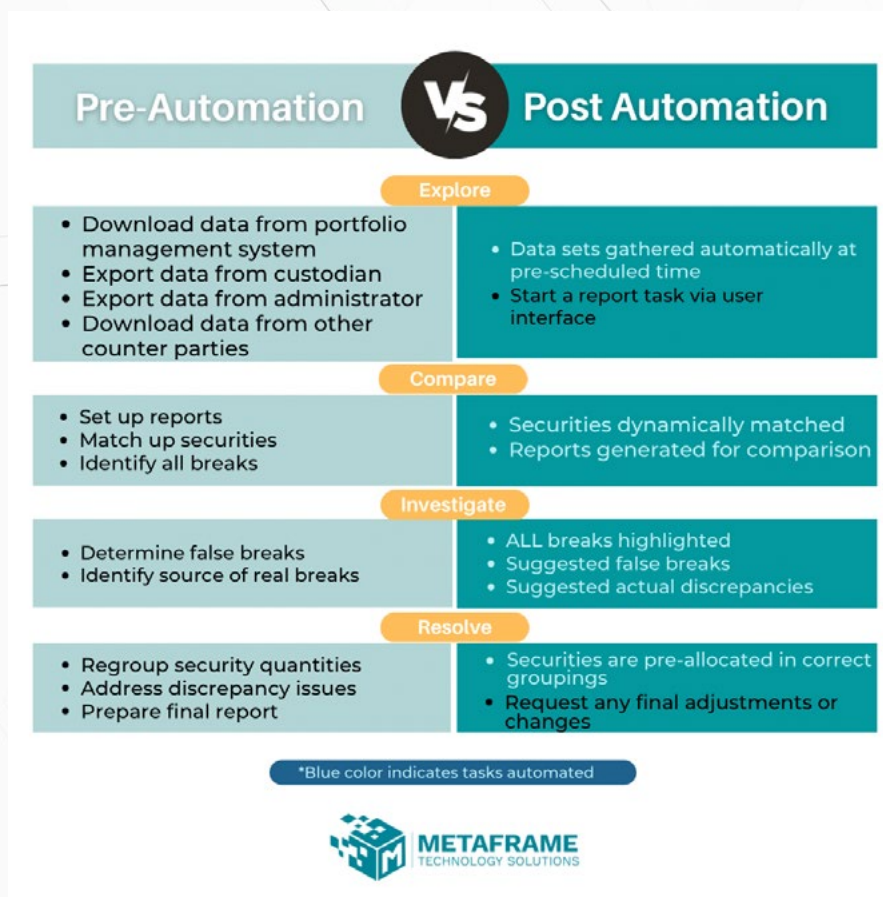 Pre-Automation
VS
Post Automation
Explore
• Download data from portfolio
management system
• Export data from custodian
• Export data from administrator
• Download data from other
counter parties
• Data sets gathered automatically at
pre-scheduled time
• Start a report task via user
interface
Compare
• Set up reports
• Match up securities
• Identify all breaks
• Securities dynamically matched
• Reports generated for comparison
Investigate
• Determine false breaks
• Identify source of real breaks
• ALL breaks highlighted
• Suggested false breaks
• Suggested actual discrepancies
Resolve
• Regroup security quantities
• Address discrepancy issues
• Prepare final report
• Securities are pre-allocated in correct
groupings
• Request any final adjustments or
changes
*Blue color indicates tasks automated
M
METAFRAME
TECHNOLOGY SOLUTIONS